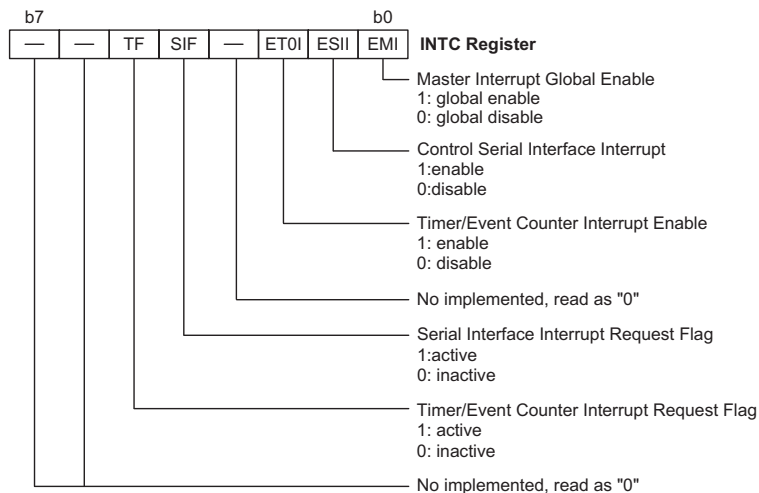 b7 b0
— — TF SIF — ET0I ESII EMI INTC Register
Master Interrupt Global Enable
1: global enable
0: global disable
Control Serial Interface Interrupt
1:enable
0:disable
Timer/Event Counter Interrupt Enable
1: enable
0: disable
No implemented, read as "0"
Serial Interface Interrupt Request Flag
1:active
0: inactive
Timer/Event Counter Interrupt Request Flag
1: active
0: inactive
No implemented, read as "0"